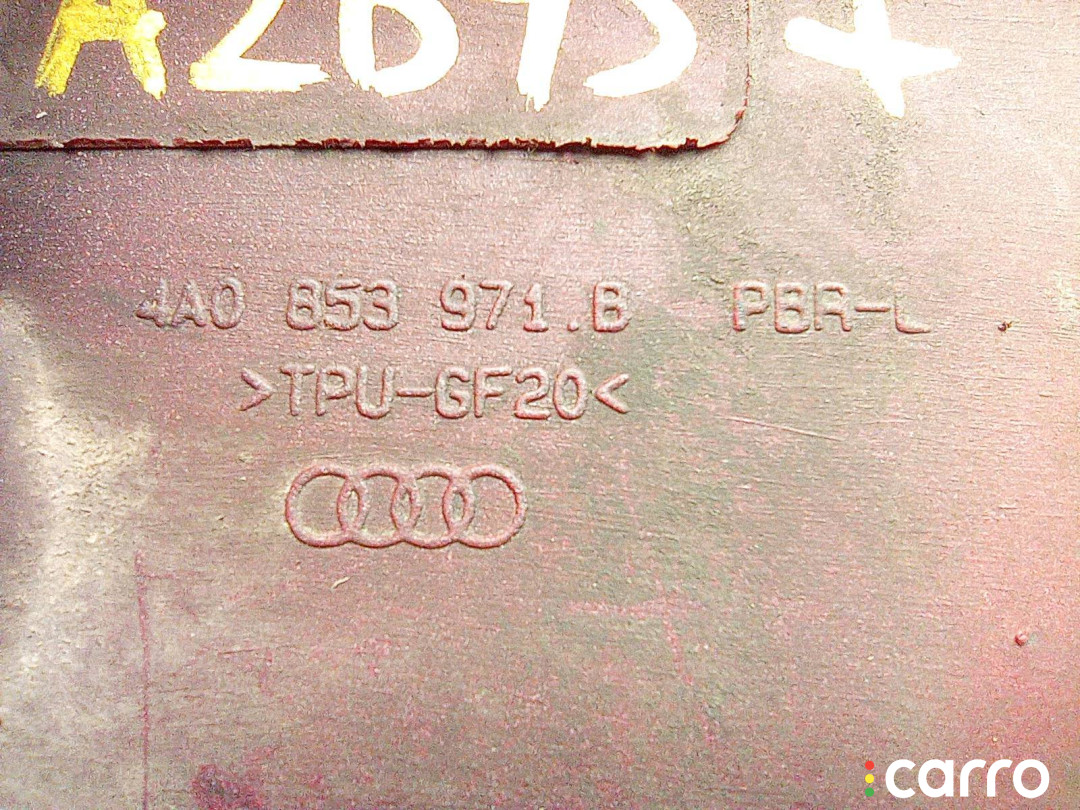 4A0 853 971.B PBR-L
>TPU-GF20<
carro